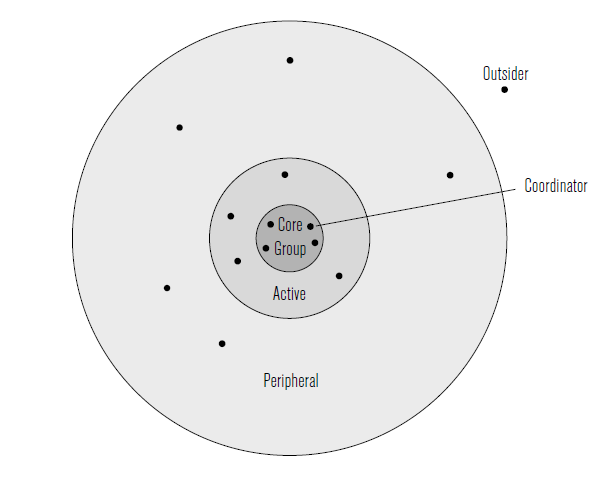 Outsider
Coordinator
Core
Group
Active
Peripheral